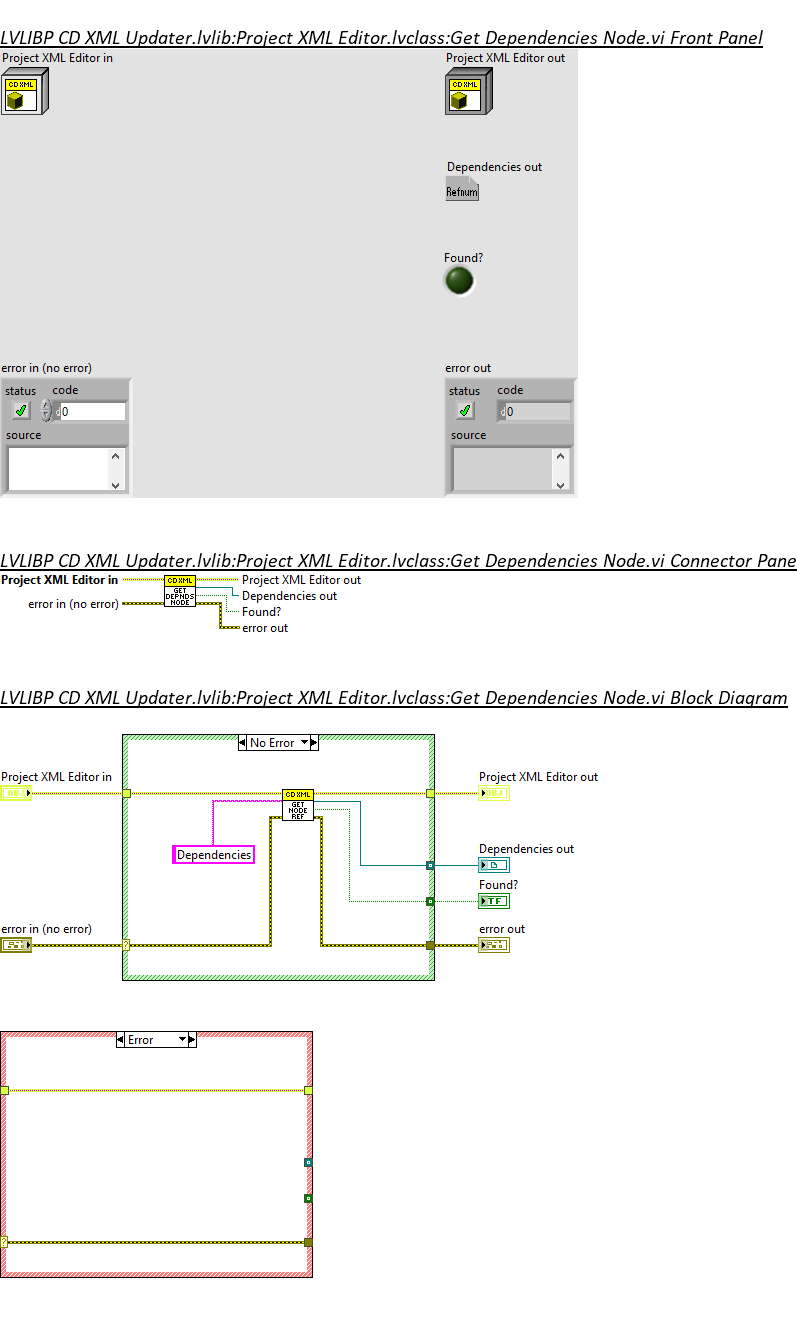 LVLIBP CD XML Updater.lvlib:Project XML Editor.lvclass:Get Dependencies Node.vi Front Panel
Project XML Editor in
Project XML Editor out
CD XML
CD XML
Dependencies out
Refnum
Found?
error in (no error)
error out
status code
status code
d 0
d 0
source
source
LVLIBP CD XML Updater.lvlib:Project XML Editor.lvclass:Get Dependencies Node.vi Connector Pane
Project XML Editor in
CD XML
GET
DEPNDS
NODE
Project XML Editor out
Dependencies out
error in (no error)
Found?
error out
LVLIBP CD XML Updater.lvlib:Project XML Editor.lvclass:Get Dependencies Node.vi Block Diagram
No Error
Project XML Editor in
Project XML Editor out
OBJ
OBJ
CD XML
GET
NODE
REF
Dependencies
Dependencies out
Found?
TF
error in (no error)
error out
?
Error
?